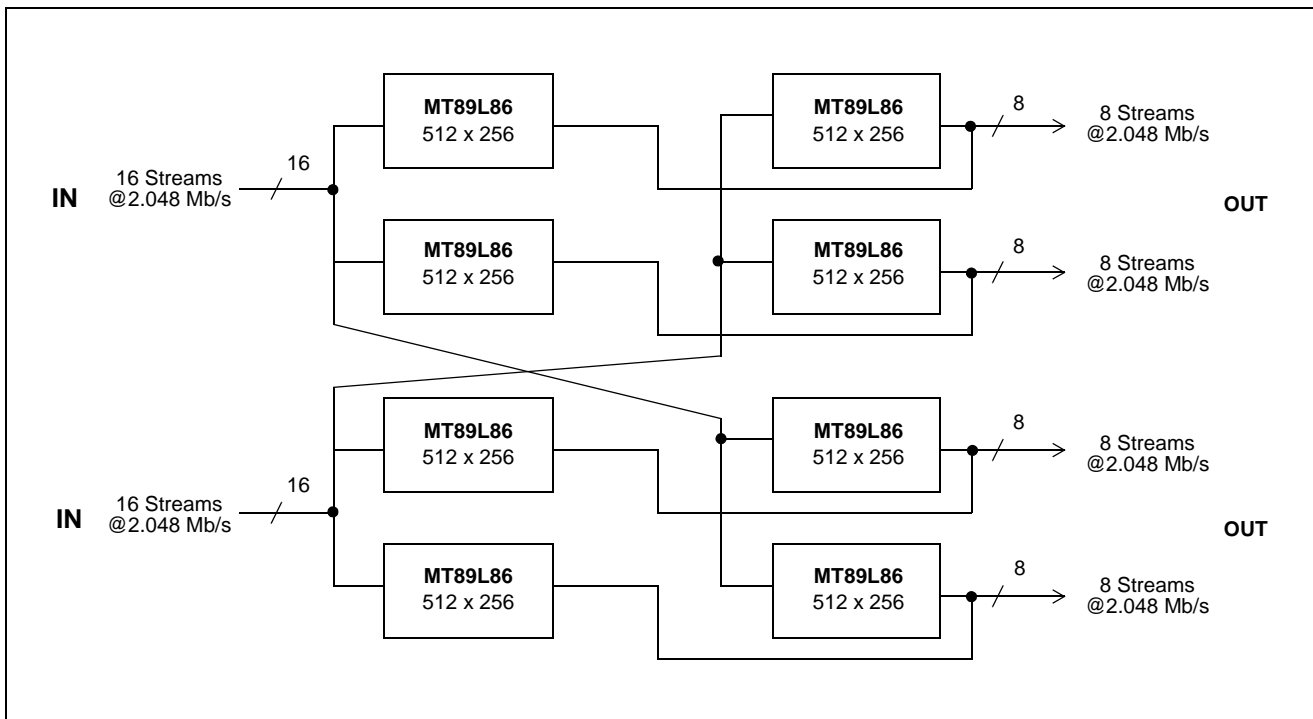 MT89L86
512 x 256
MT89L86
512 x 256
8
8 Streams
@2.048 Mb/s
16
16 Streams
@2.048 Mb/s
IN
OUT
MT89L86
512 x 256
MT89L86
512 x 256
8
8 Streams
@2.048 Mb/s
MT89L86
512 x 256
MT89L86
512 x 256
8
8 Streams
@2.048 Mb/s
16
16 Streams
@2.048 Mb/s
IN
OUT
MT89L86
512 x 256
MT89L86
512 x 256
8
8 Streams
@2.048 Mb/s